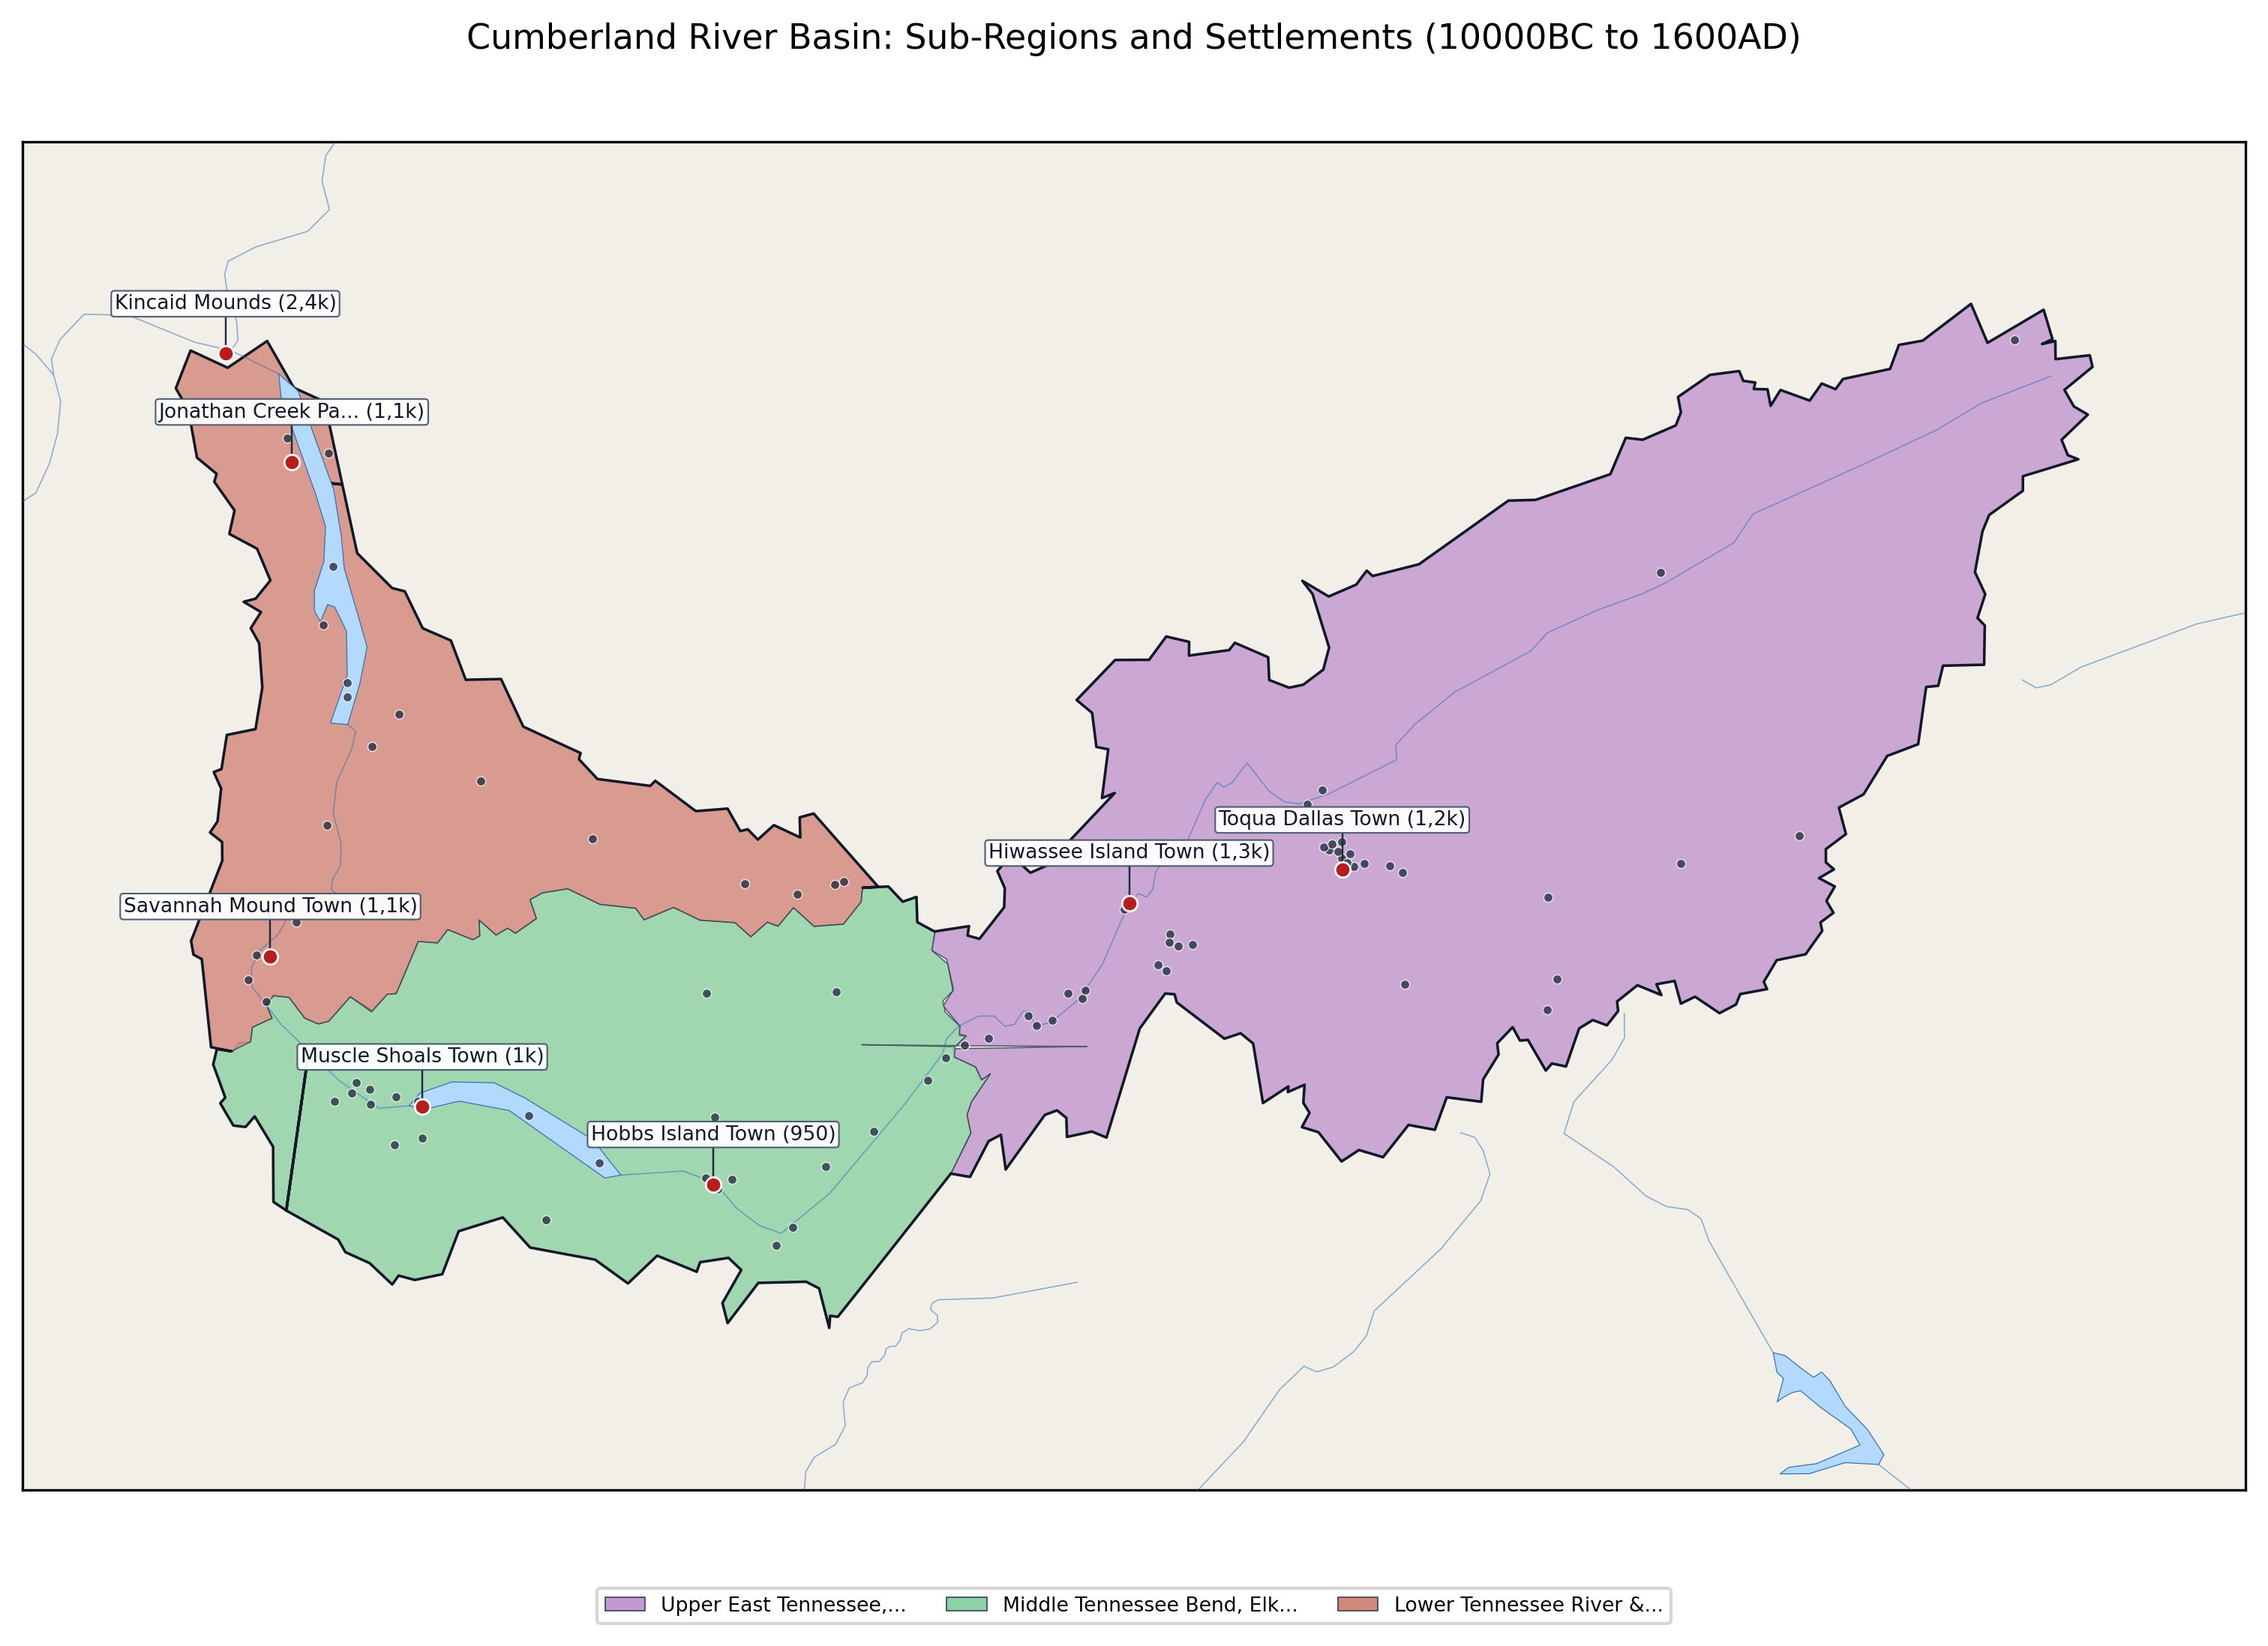 Cumberland River Basin: Sub-Regions and Settlements (10000BC to 1600AD)
Kincaid Mounds (2,4k)
Jonathan Creek Pa... (1,1k)
Toqua Dallas Town (1,2k)
Hiwassee Island Town (1,3k)
Savannah Mound Town (1,1k)
Muscle Shoals Town (1k)
Hobbs Island Town (950)
Upper East Tennessee,...
Middle Tennessee Bend, Elk...
Lower Tennessee River &...